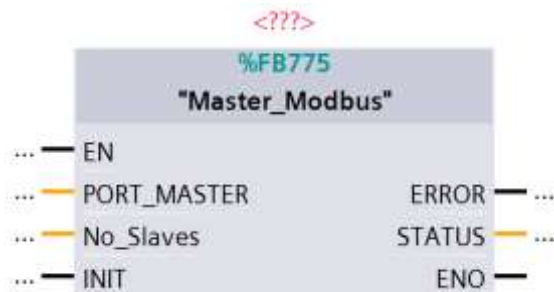 <???>
%FB775
"Master_Modbus"
... EN
... PORT_MASTER ERROR ...
... No_Slaves STATUS ...
... INIT ENO